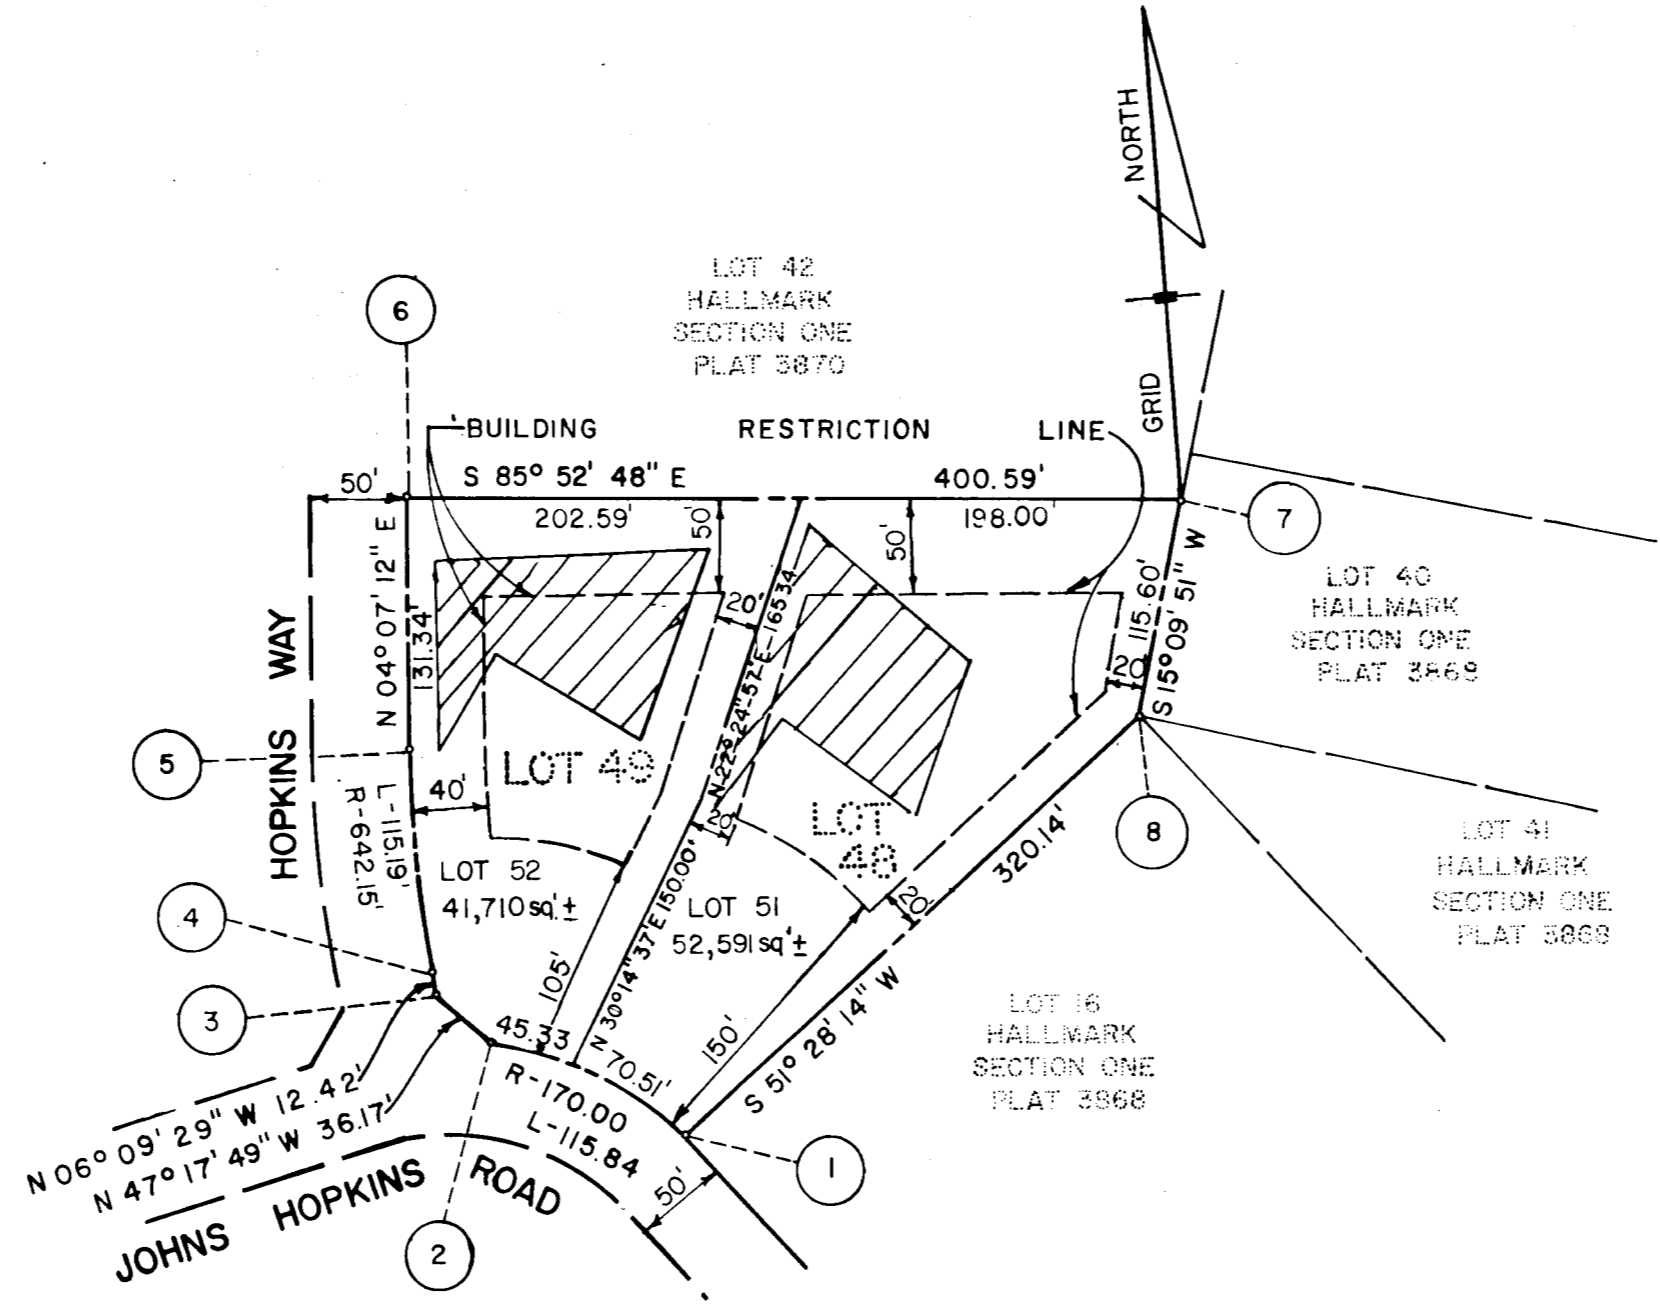 NORTH
GRID
LOT 42
HALLMARK
SECTION ONE
PLAT 3870
6
BUILDING RESTRICTION LINE
S 85° 52' 48" E 400.59'
50'
202.59'
50'
50'
198.00'
7
N 04° 07' 12" E
131.34'
HOPKINS WAY
20'
N 22° 24" 57' E 165.34
115.60'
S 15° 09' 51" W
20'
LOT 40
HALLMARK
SECTION ONE
PLAT 3869
5
LOT 49
40'
L-115.19'
R-642.15'
20'
LOT
48
8
LOT 41
HALLMARK
SECTION ONE
PLAT 3868
LOT 52
41,710 sq.' ±
LOT 51
52,591 sq.' ±
20'
320.14'
4
N 30° 14" 37' E 150.00'
105'
3
45.33
70.51'
R-170.00
L-115.84
150'
S 51° 28' 14" W
LOT 16
HALLMARK
SECTION ONE
PLAT 3868
N 06° 09' 29" W 12.42'
N 47° 17' 49" W 36.17'
JOHNS HOPKINS ROAD
50'
1
2